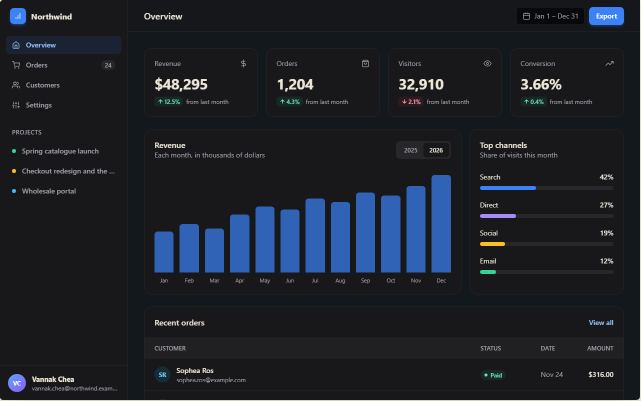 Northwind
Overview
Orders
24
Customers
Settings
PROJECTS
Spring catalogue launch
Checkout redesign and the ...
Wholesale portal
VC
Vannak Chea
vannak.chea@northwind.exam...
Overview
Jan 1 – Dec 31
Export
Revenue
$48,295
↑ 12.5% from last month
Orders
1,204
↑ 4.3% from last month
Visitors
32,910
↓ 2.1% from last month
Conversion
3.66%
↑ 0.4% from last month
Revenue
Each month, in thousands of dollars
2025 2026
Jan Feb Mar Apr May Jun Jul Aug Sep Oct Nov Dec
Top channels
Share of visits this month
Search 42%
Direct 27%
Social 19%
Email 12%
Recent orders
View all
CUSTOMER STATUS DATE AMOUNT
SR
Sophea Ros
sophea.ros@example.com
Paid
Nov 24
$316.00